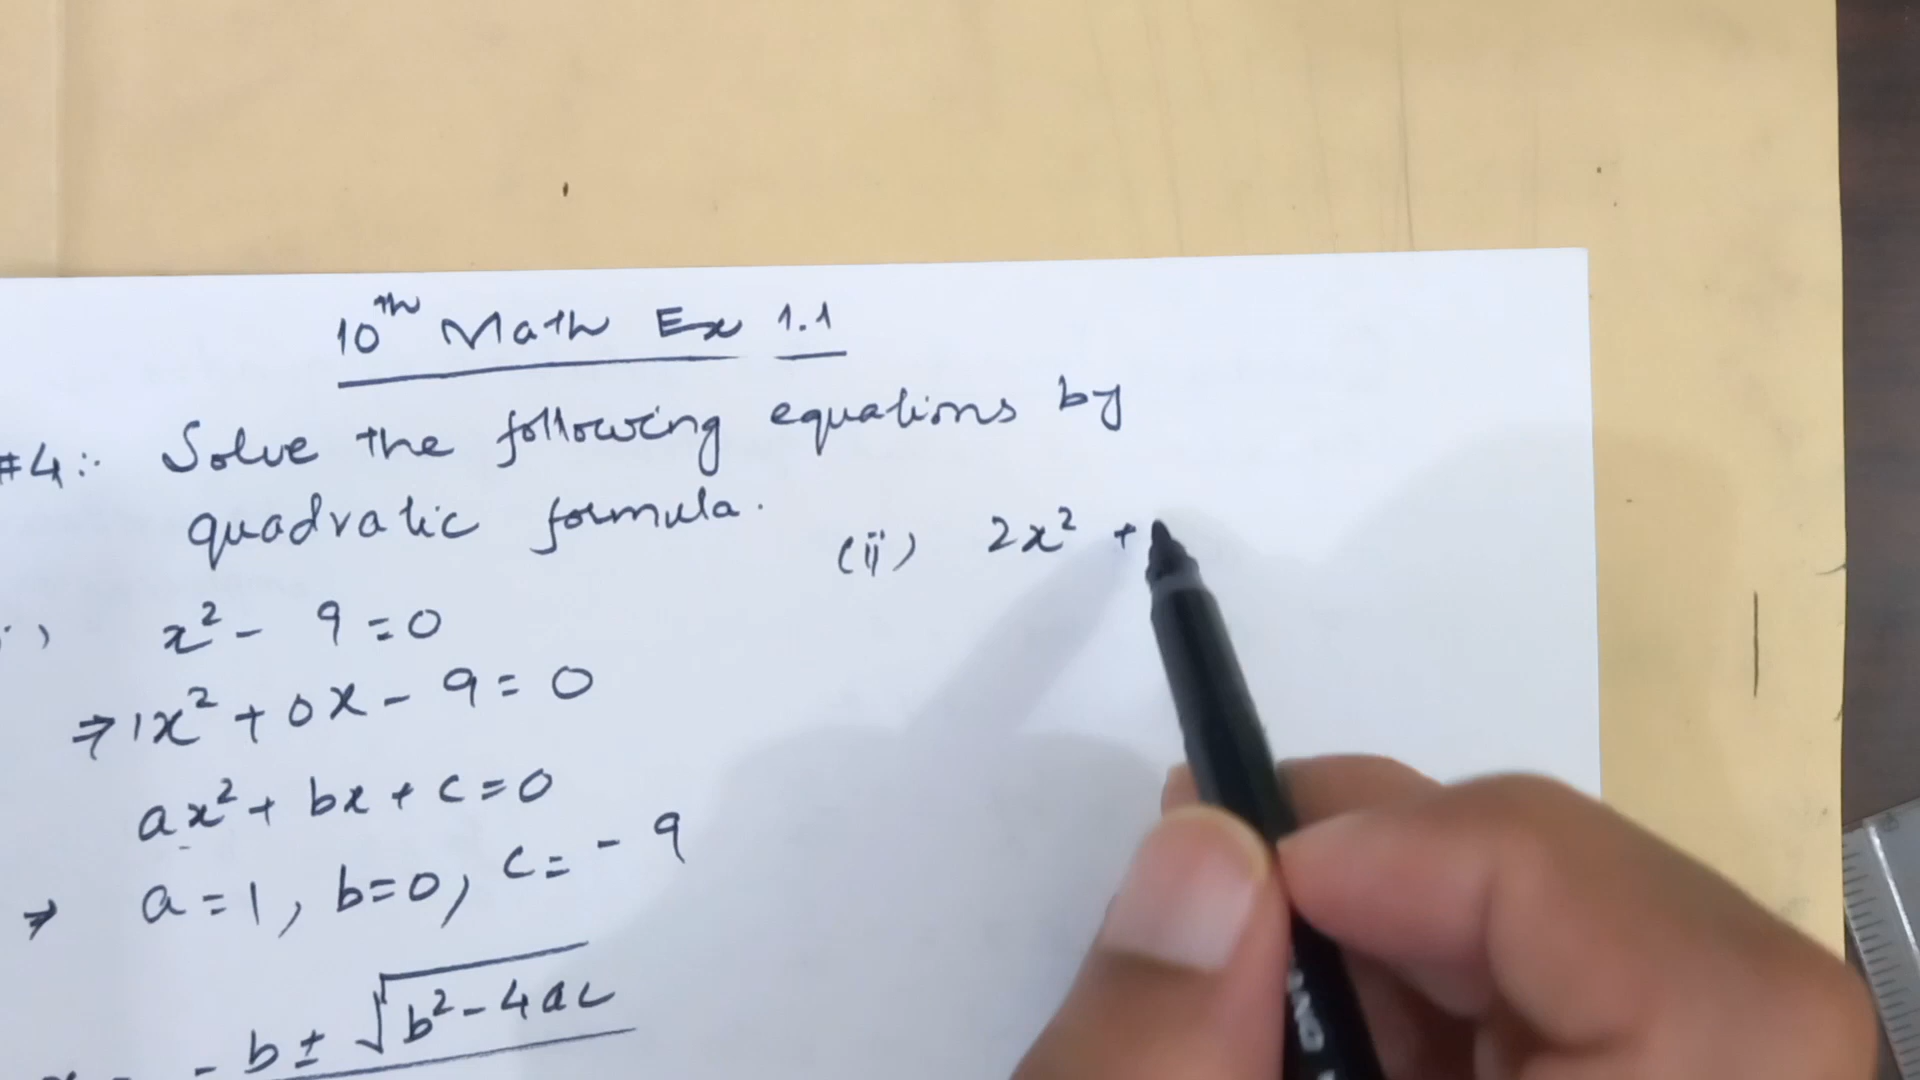 10th Math Ex 1.1
#4:- Solve the following equations by
quadratic formula.
x² - 9 = 0
⇒ 1x² + 0x - 9 = 0
ax² + bx + c = 0
⇒ a = 1, b = 0, c = - 9
- b ± √b² - 4ac
(ii) 2x² +